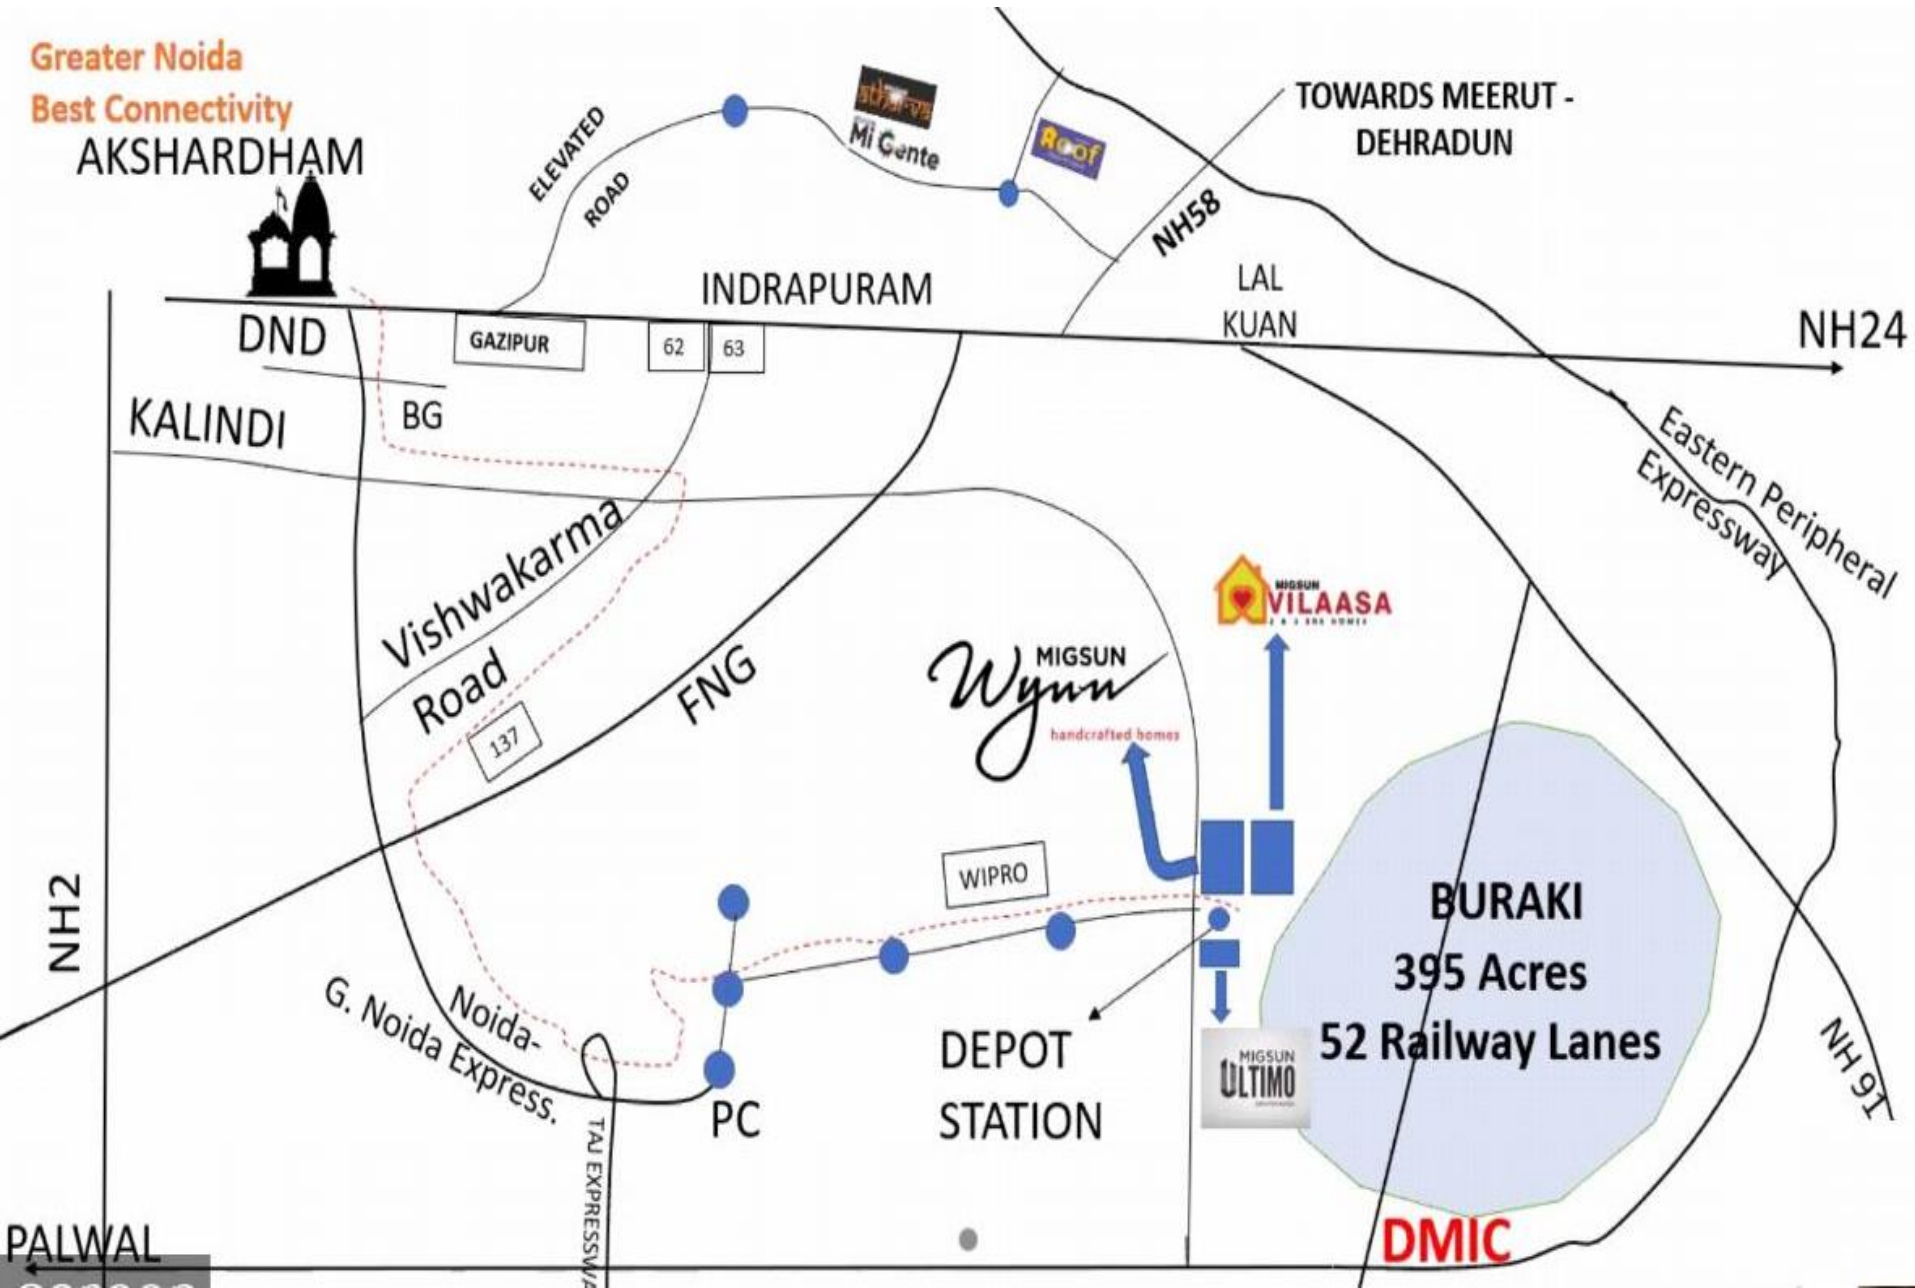 Greater Noida
Best Connectivity
AKSHARDHAM
ELEVATED
ROAD
Mi Gente
Roof
TOWARDS MEERUT -
DEHRADUN
NH58
INDRAPURAM
LAL
KUAN
NH24
DND
GAZIPUR
62
63
KALINDI
BG
Eastern Peripheral
Expressway
Vishwakarma
Road
137
FNG
MIGSUN
Wynn
handcrafted homes
MIGSUN
VILAASA
WIPRO
NH2
BURAKI
395 Acres
52 Railway Lanes
Noida-
G. Noida Express.
PC
DEPOT
STATION
MIGSUN
ULTIMO
NH 91
TAJ EXPRESSWA
DMIC
PALWAL